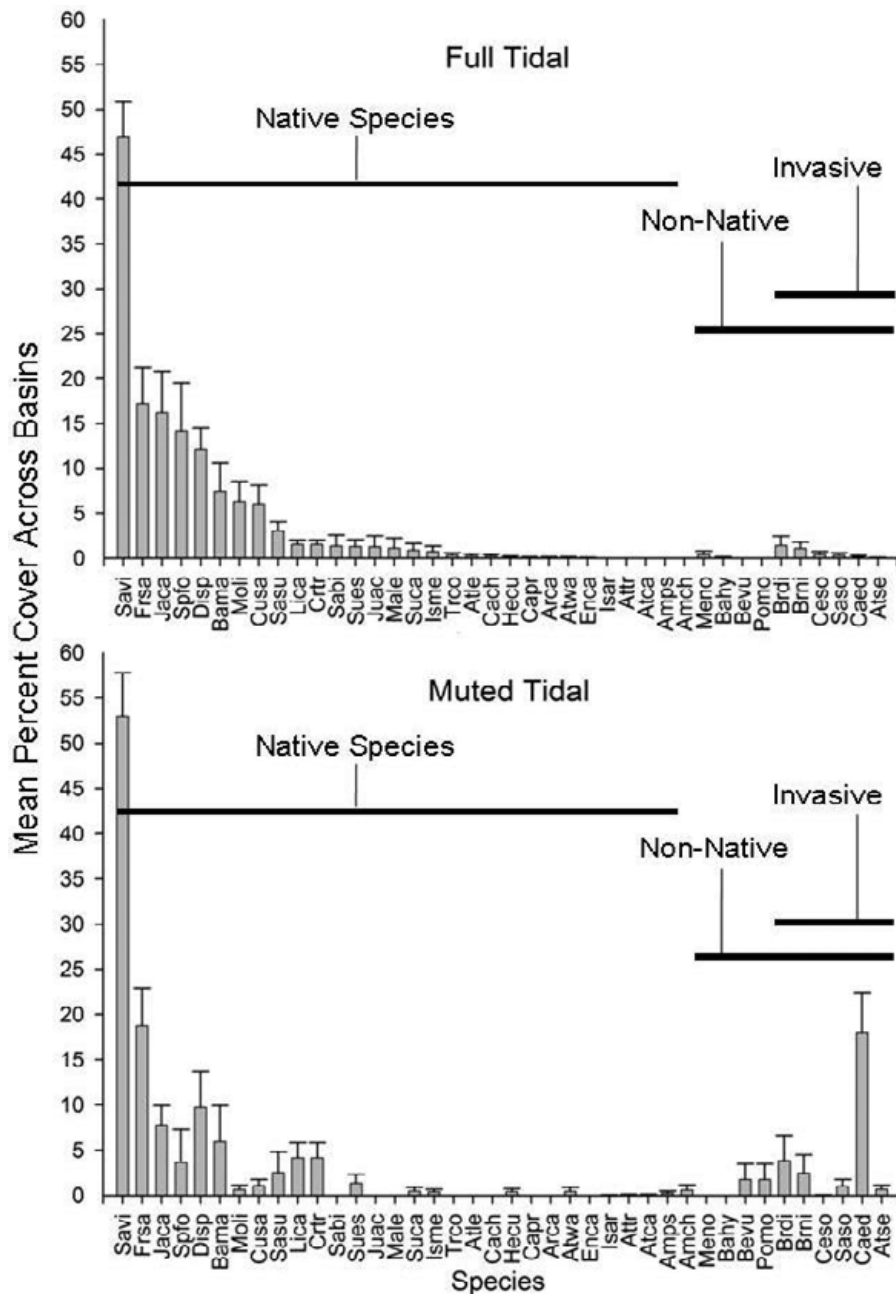 Mean Percent Cover Across Basins
60
55
50
45
40
35
30
25
20
15
10
5
0
Full Tidal
Native Species
Invasive
Non-Native
Savi Frsa Jaca Spfo Disp Bama Moli Cusa Sasu Lica Crtr Sabi Sues Juac Male Suca Isme Trco Atle Cach Hecu Capr Arca Atwa Enca Isar Attr Atca Amps Amch Meno Bahy Bevu Pomo Brdi Brni Ceso Saso Caed Atse
60
55
50
45
40
35
30
25
20
15
10
5
0
Muted Tidal
Native Species
Invasive
Non-Native
Savi Frsa Jaca Spfo Disp Bama Moli Cusa Sasu Lica Crtr Sabi Sues Juac Male Suca Isme Trco Atle Cach Hecu Capr Arca Atwa Enca Isar Attr Atca Amps Amch Meno Bahy Bevu Pomo Brdi Brni Ceso Saso Caed Atse
Species